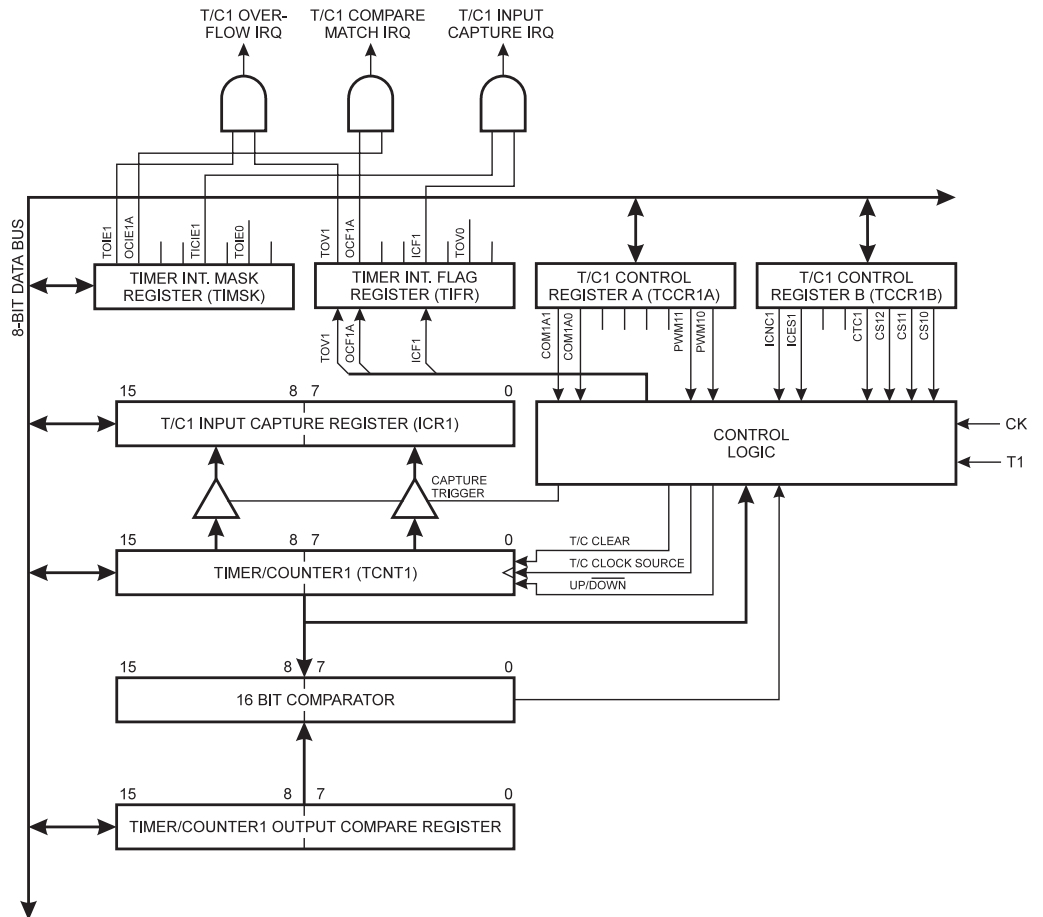 T/C1 OVER-
FLOW IRQ
T/C1 COMPARE
MATCH IRQ
T/C1 INPUT
CAPTURE IRQ
8-BIT DATA BUS
TOIE1
OCIE1A
TICIE1
TOIE0
TOV1
OCF1A
ICF1
TOV0
TIMER INT. MASK
REGISTER (TIMSK)
TIMER INT. FLAG
REGISTER (TIFR)
T/C1 CONTROL
REGISTER A (TCCR1A)
T/C1 CONTROL
REGISTER B (TCCR1B)
TOV1
OCF1A
ICF1
COM1A1
COM1A0
PWM11
PWM10
ICNC1
ICES1
CTC1
CS12
CS11
CS10
15 8 7 0
T/C1 INPUT CAPTURE REGISTER (ICR1)
CONTROL
LOGIC
CK
T1
CAPTURE
TRIGGER
15 8 7 0
TIMER/COUNTER1 (TCNT1)
T/C CLEAR
T/C CLOCK SOURCE
UP/DOWN
15 8 7 0
16 BIT COMPARATOR
15 8 7 0
TIMER/COUNTER1 OUTPUT COMPARE REGISTER